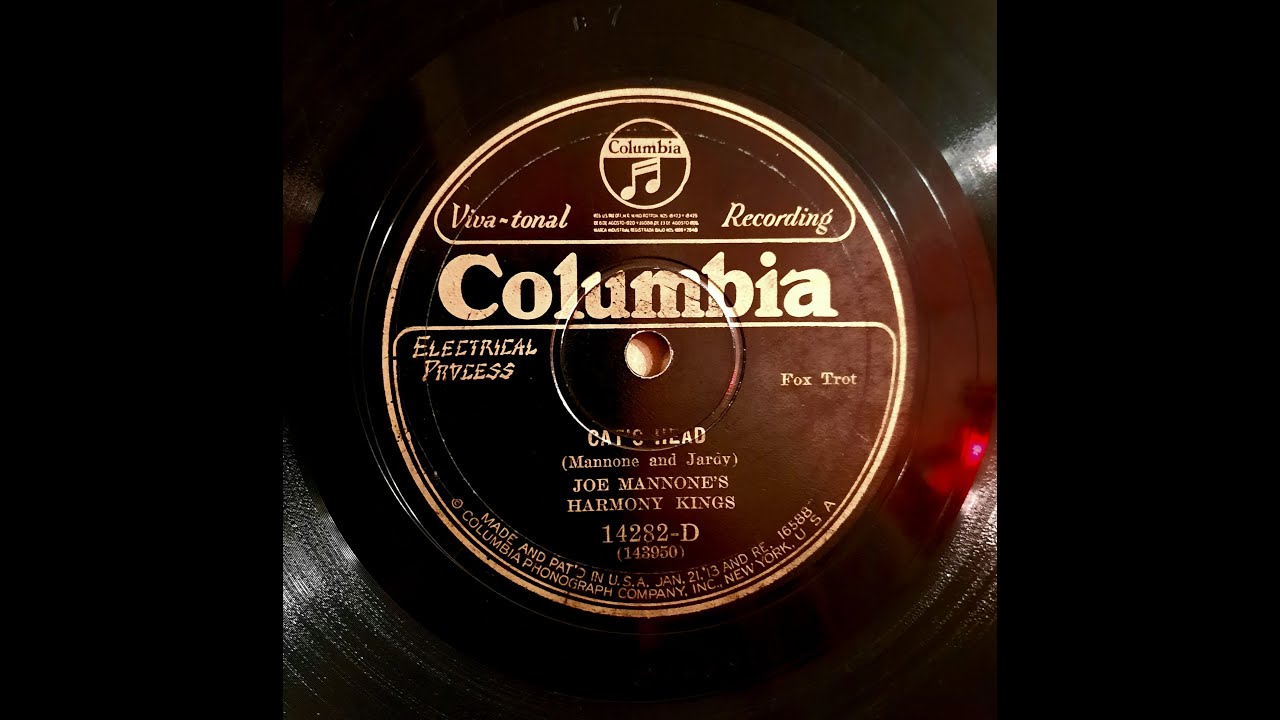 Columbia
Viva-tonal Recording
Columbia
ELECTRICAL
PROCESS
Fox Trot
CAT'S HEAD
(Mannone and Jardy)
JOE MANNONE'S
HARMONY KINGS
14282-D
(143950)
MADE AND PAT'D IN U.S.A. JAN. 21,'13 AND RE. 16588
© COLUMBIA PHONOGRAPH COMPANY, INC., NEW YORK, U S A